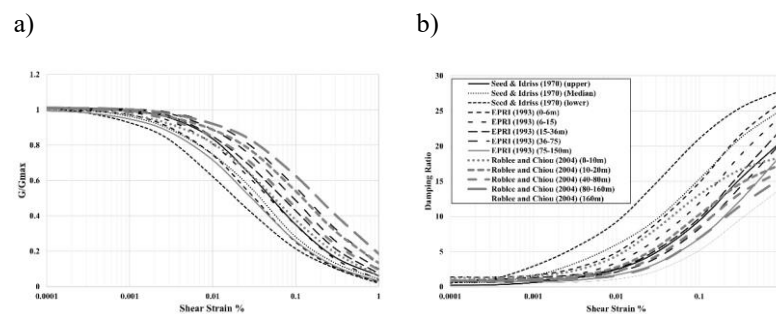 a)
b)
1.2
1
0.8
0.6
0.4
0.2
0
0.0001
0.001
0.01
0.1
1
Shear Strain %
G/Gmax
30
25
20
15
10
5
0
0.0001
0.001
0.01
0.1
Shear Strain %
Damping Ratio
Seed & Idriss (1970) (upper)
Seed & Idriss (1970) (Median)
Seed & Idriss (1970) (lower)
EPRI (1993) (0-6m)
EPRI (1993) (6-15)
EPRI (1993) (15-36m)
EPRI (1993) (36-75)
EPRI (1993) (75-150m)
Roblee and Chiou (2004) (0-10m)
Roblee and Chiou (2004) (10-20m)
Roblee and Chiou (2004) (40-80m)
Roblee and Chiou (2004) (80-160m)
Roblee and Chiou (2004) (160m)